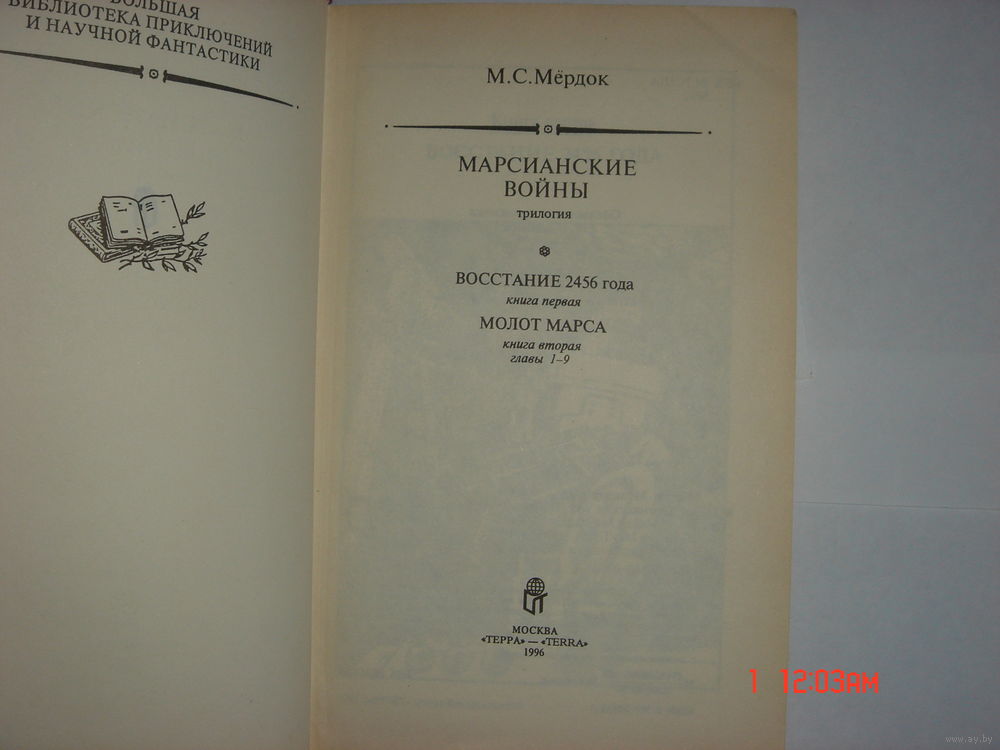 БОЛЬШАЯ
БИБЛИОТЕКА ПРИКЛЮЧЕНИЙ
И НАУЧНОЙ ФАНТАСТИКИ
М.С.Мёрдок
МАРСИАНСКИЕ
ВОЙНЫ
трилогия
ВОССТАНИЕ 2456 года
книга первая
МОЛОТ МАРСА
книга вторая
главы 1–9
МОСКВА
«ТЕРРА» — «TERRA»
1996
1 12:03AM
www.ay.by